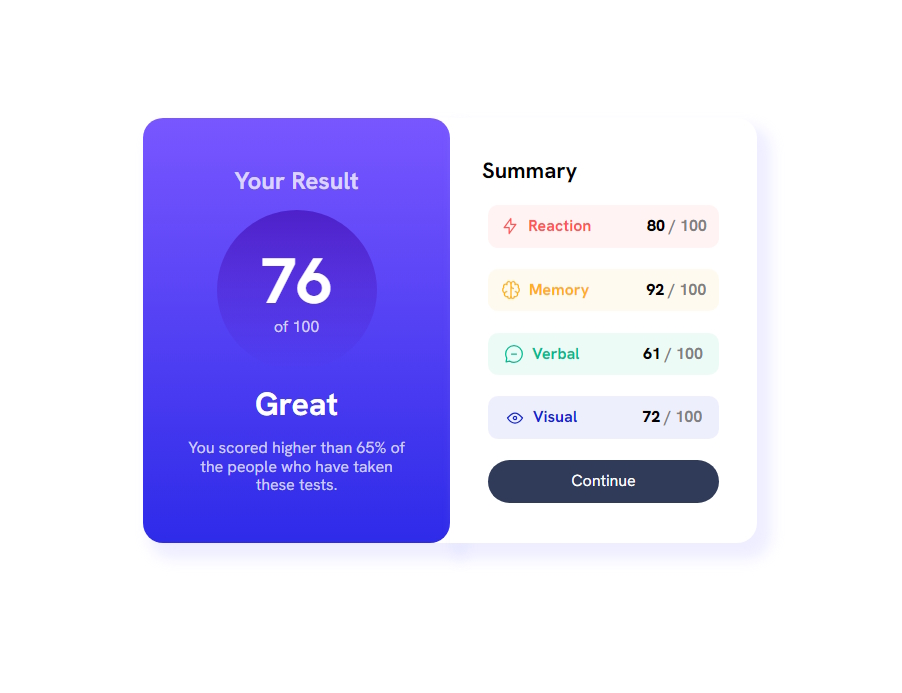 Your Result
76
of 100
Great
You scored higher than 65% of
the people who have taken
these tests.
Summary
Reaction 80 / 100
Memory 92 / 100
Verbal 61 / 100
Visual 72 / 100
Continue